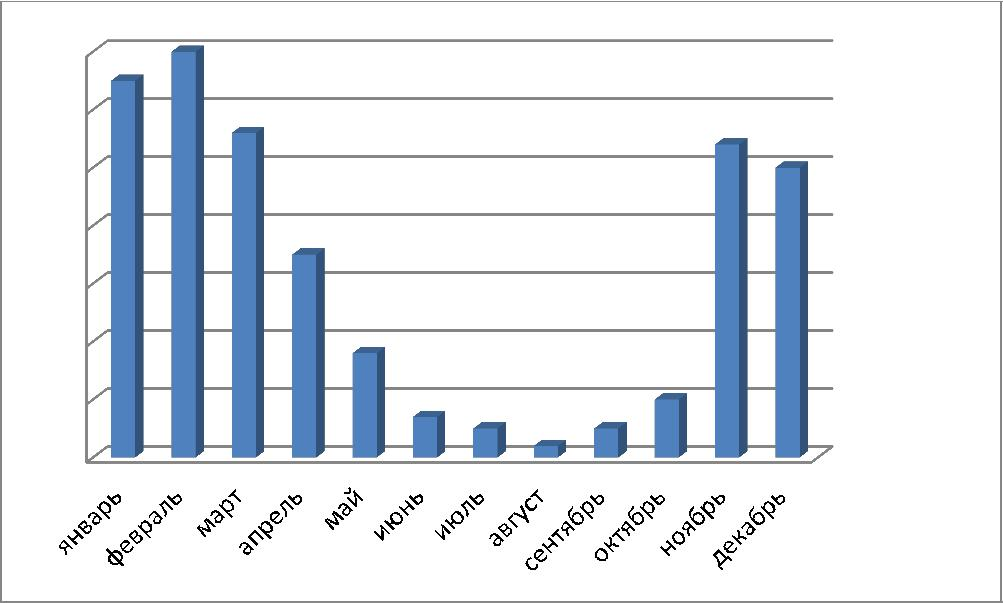 январь
февраль
март
апрель
май
июнь
июль
август
сентябрь
октябрь
ноябрь
декабрь